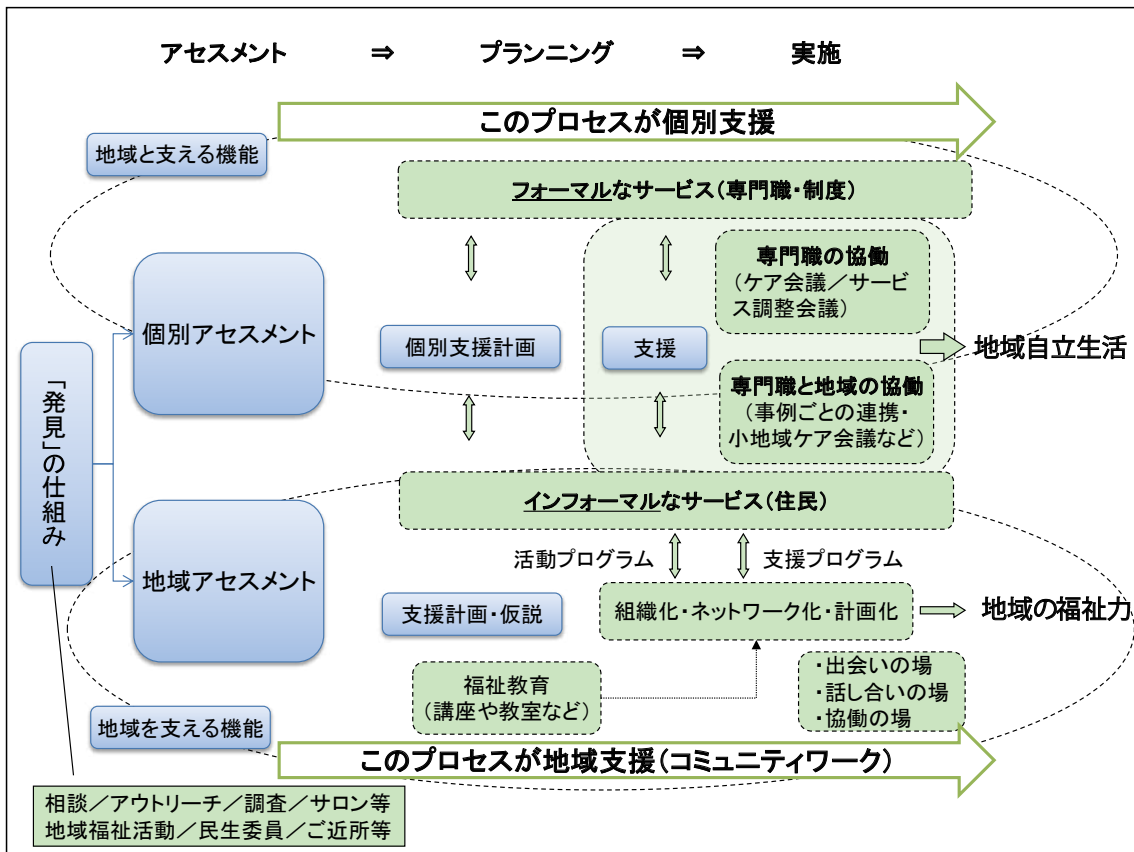 アセスメント ⇒ プランニング ⇒ 実施
このプロセスが個別支援
地域と支える機能
フォーマルなサービス（専門職・制度）
専門職の協働
（ケア会議／サービ
ス調整会議）
個別アセスメント
個別支援計画
支援
地域自立生活
「発見」の仕組み
専門職と地域の協働
（事例ごとの連携・
小地域ケア会議など）
インフォーマルなサービス（住民）
活動プログラム
支援プログラム
地域アセスメント
支援計画・仮説
組織化・ネットワーク化・計画化
地域の福祉力
福祉教育
（講座や教室など）
・出会いの場
・話し合いの場
・協働の場
地域を支える機能
このプロセスが地域支援（コミュニティワーク）
相談／アウトリーチ／調査／サロン等
地域福祉活動／民生委員／ご近所等